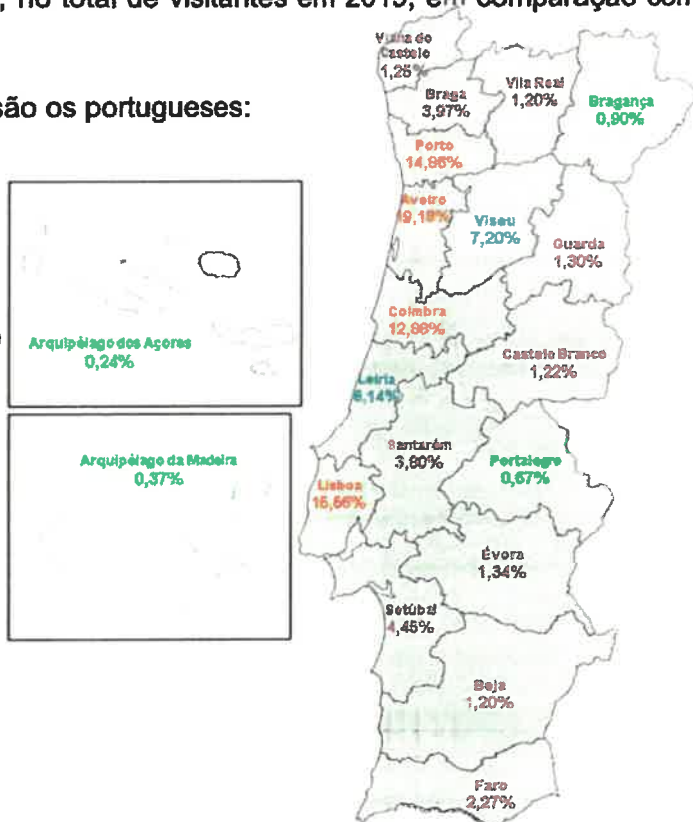 , no total de visitantes em 2019, em comparação com
são os portugueses:
Viana do
Castelo
1,25%
Braga
3,97%
Vila Real
1,20%
Bragança
0,90%
Porto
14,86%
Aveiro
19,18%
Viseu
7,20%
Guarda
1,30%
Coimbra
12,88%
Castelo Branco
1,22%
Arquipélago dos Açores
0,24%
Leiria
6,14%
Santarém
3,80%
Portalegre
0,67%
Arquipélago da Madeira
0,37%
Lisboa
15,56%
Évora
1,34%
Setúbal
4,45%
Beja
1,20%
Faro
2,27%